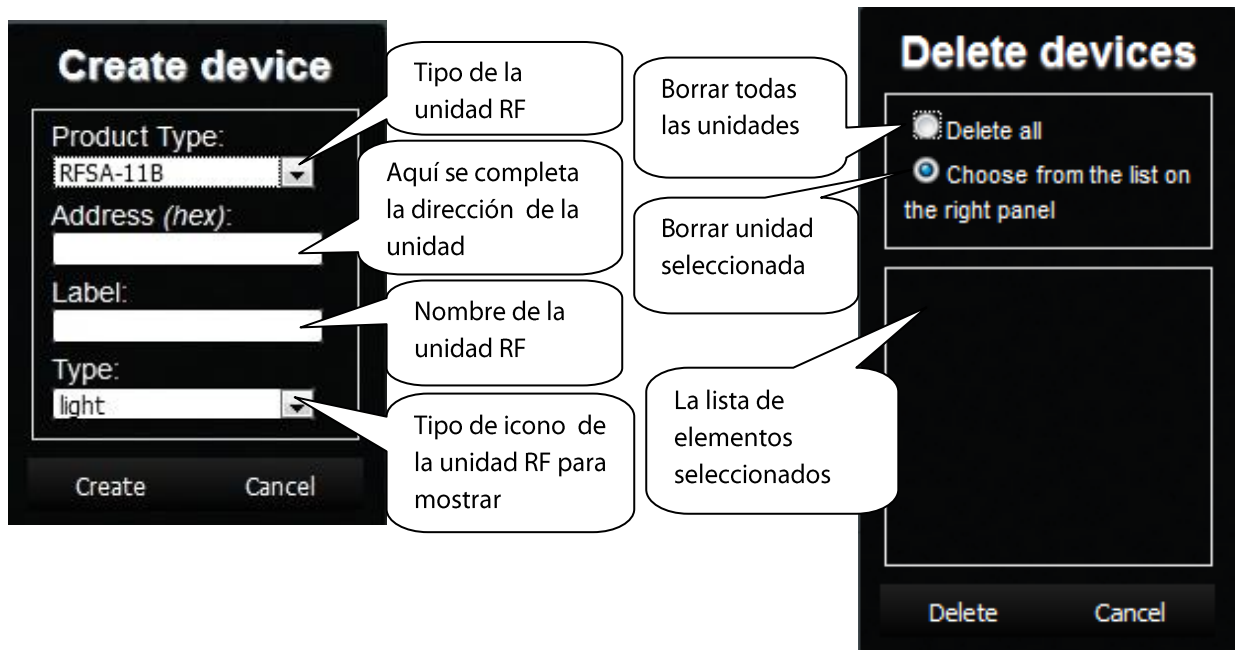 Create device
Product Type:
RFSA-11B
Address (hex):
Label:
Type:
light
Create
Cancel
Tipo de la
unidad RF
Aquí se completa
la dirección de la
unidad
Nombre de la
unidad RF
Tipo de icono de
la unidad RF para
mostrar
Borrar todas
las unidades
Borrar unidad
seleccionada
La lista de
elementos
seleccionados
Delete devices
Delete all
Choose from the list on
the right panel
Delete
Cancel